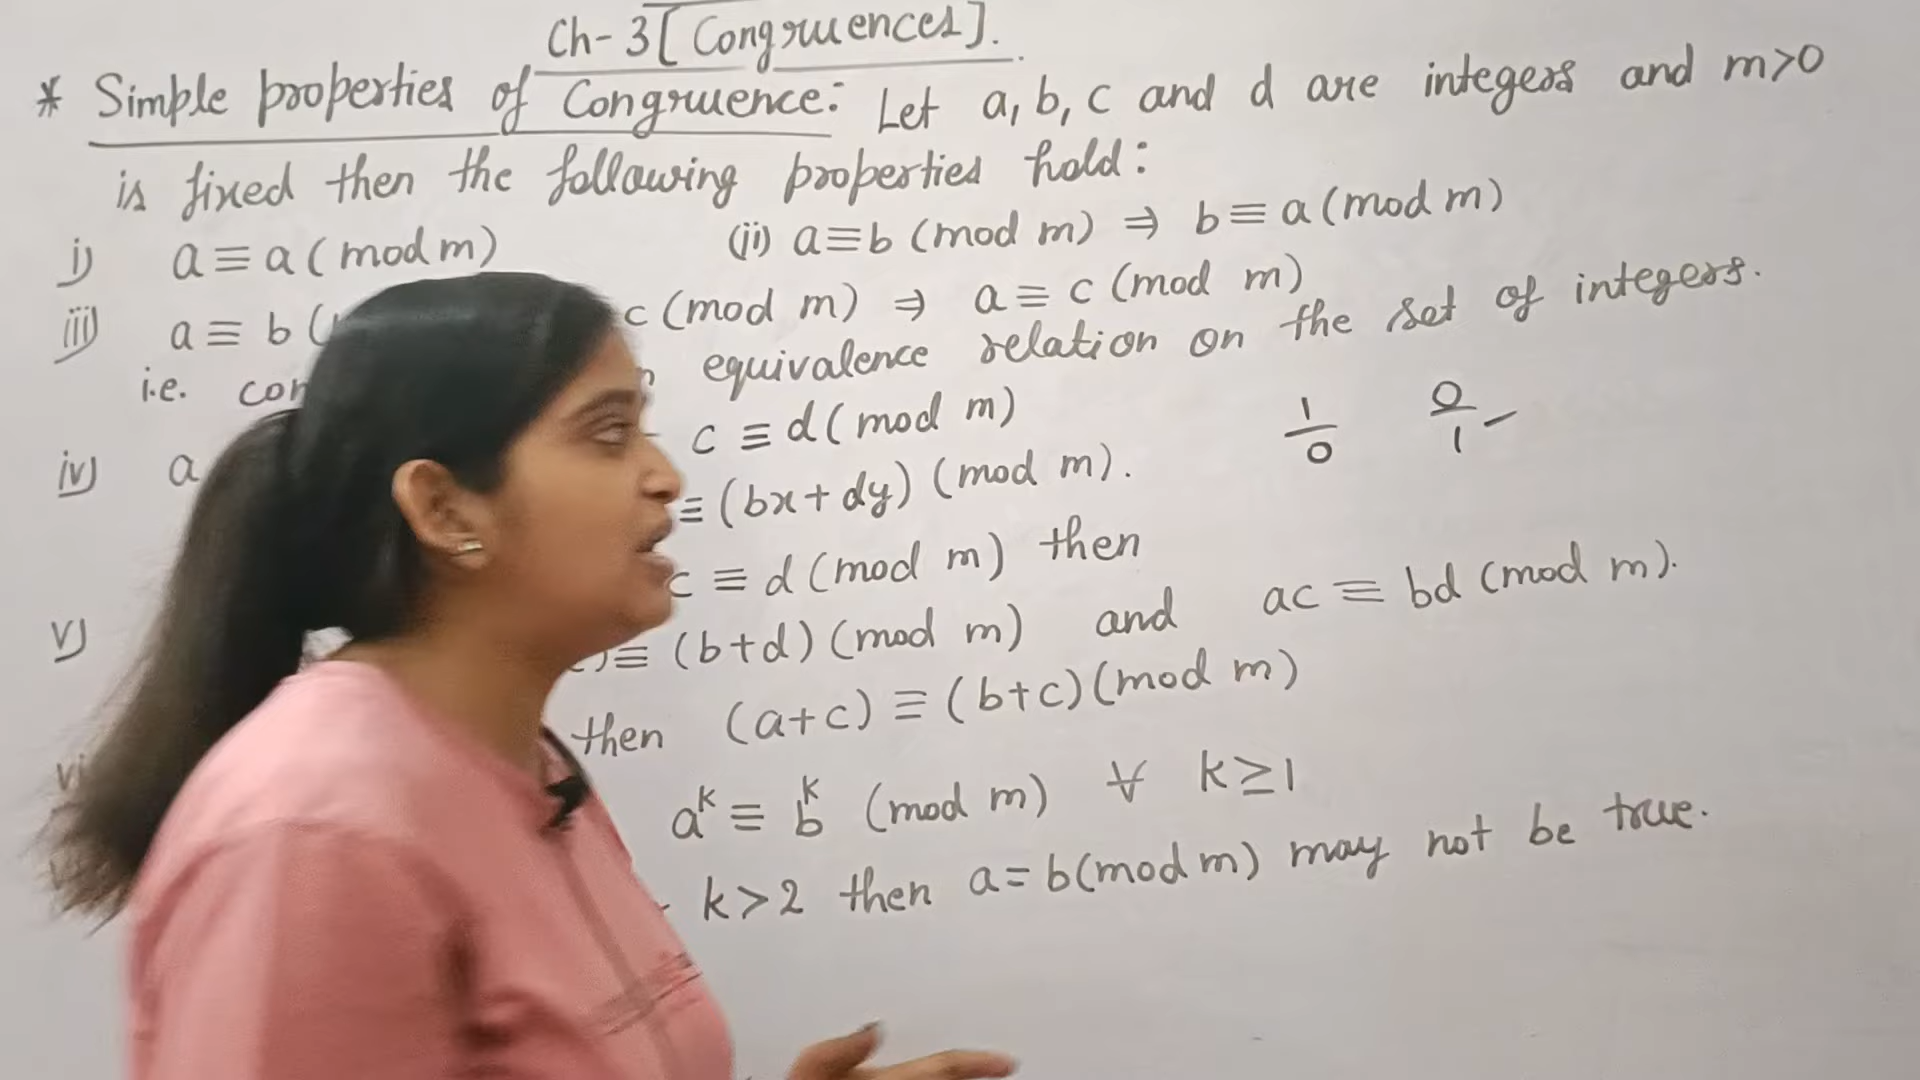 Ch-3[Congruences].
* Simple properties of Congruence: Let a, b, c and d are integers and m>0
is fixed then the following properties hold:
i) a≡a(mod m) (ii) a≡b (mod m) ⇒ b≡a(mod m)
iii) a≡b( c (mod m) ⇒ a≡c (mod m)
i.e. equivalence relation on the set of integers.
iv) a c≡d(mod m) 1/0 0/1 –
≡(bx+dy) (mod m).
v) c≡d(mod m) then
)≡(b+d)(mod m) and ac≡bd (mod m).
vi then (a+c)≡(b+c)(mod m)
a^k≡b^k (mod m) ∀ k≥1
k>2 then a=b(mod m) may not be true.